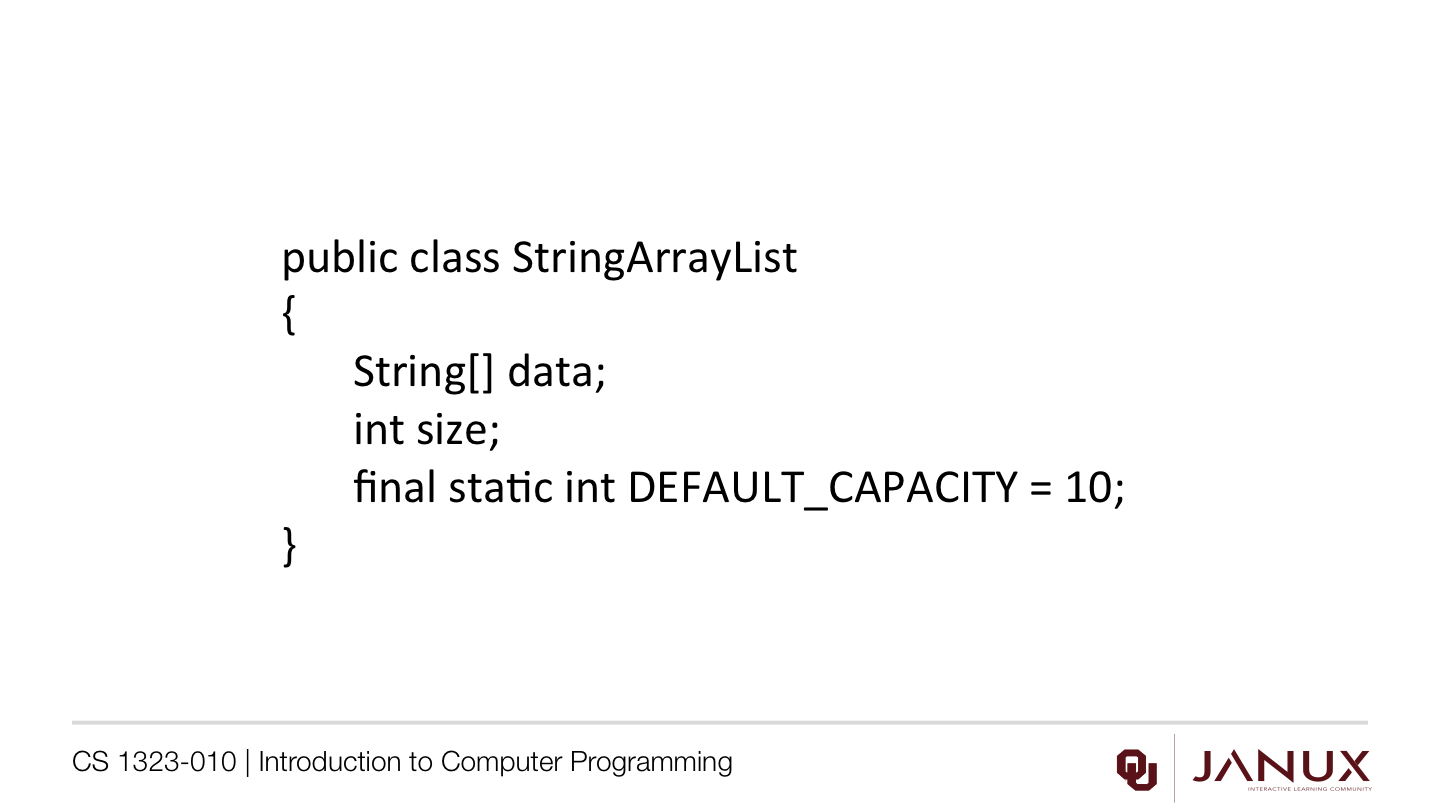 public class StringArrayList
{
String[] data;
int size;
final static int DEFAULT_CAPACITY = 10;
}
CS 1323-010 | Introduction to Computer Programming
OU
JANUX
INTERACTIVE LEARNING COMMUNITY